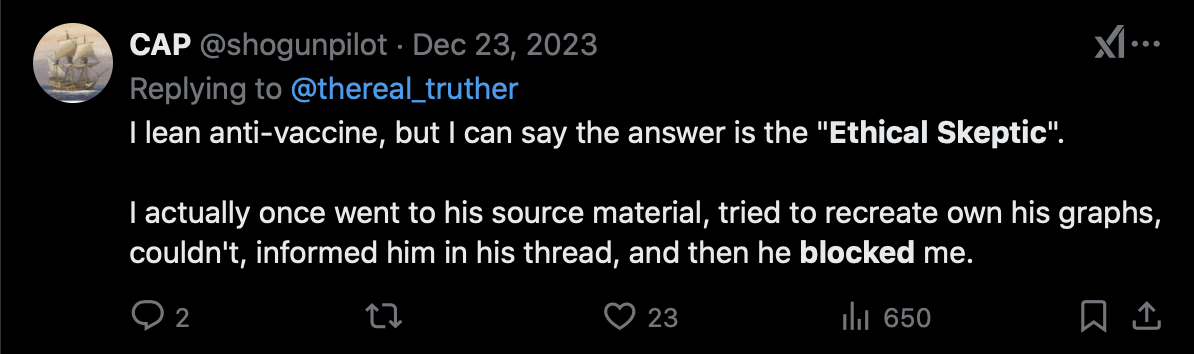 CAP @shogunpilot · Dec 23, 2023
Replying to @thereal_truther
I lean anti-vaccine, but I can say the answer is the "Ethical Skeptic".
I actually once went to his source material, tried to recreate own his graphs,
couldn't, informed him in his thread, and then he blocked me.
2 23 650